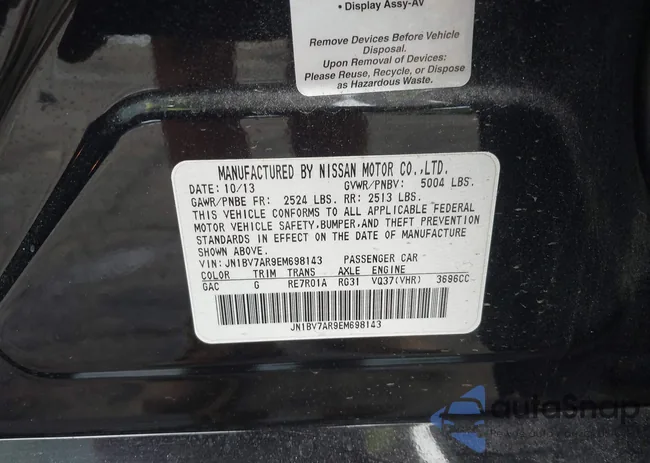 • Display Assy-AV
Remove Devices Before Vehicle
Disposal.
Upon Removal of Devices:
Please Reuse, Recycle, or Dispose
as Hazardous Waste.
MANUFACTURED BY NISSAN MOTOR CO.,LTD.
DATE: 10/13 GVWR/PNBV: 5004 LBS.
GAWR/PNBE FR: 2524 LBS. RR: 2513 LBS.
THIS VEHICLE CONFORMS TO ALL APPLICABLE FEDERAL
MOTOR VEHICLE SAFETY,BUMPER,AND THEFT PREVENTION
STANDARDS IN EFFECT ON THE DATE OF MANUFACTURE
SHOWN ABOVE.
VIN: JN1BV7AR9EM698143 PASSENGER CAR
COLOR TRIM TRANS AXLE ENGINE
GAC G RE7R01A RG31 VQ37(VHR) 3696CC
JN1BV7AR9EM698143
autoSnap